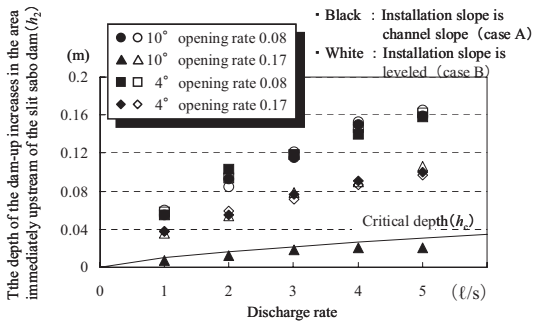 Tthe depth of the dam-up increases in the area
immediately upstream of the slit sabo dam(h2)
(m)
・Black : Installation slope is
channel slope (case A)
・White : Installation slope is
leveled (case B)
10° opening rate 0.08
10° opening rate 0.17
4° opening rate 0.08
4° opening rate 0.17
0.2
0.16
0.12
0.08
0.04
0
Critical depth(hc)
0 1 2 3 4 5 (ℓ/s)
Discharge rate